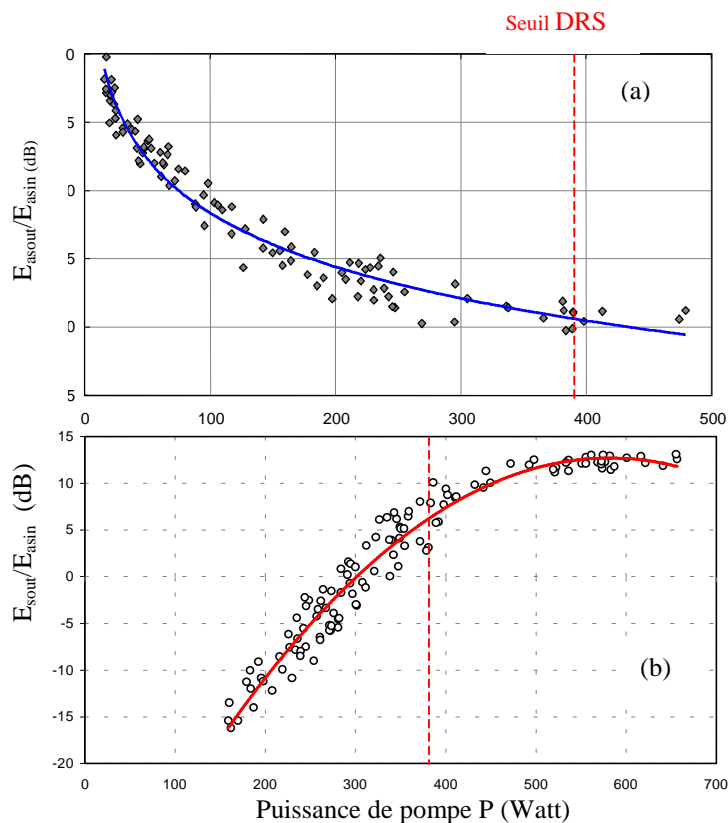 Seuil DRS
0
5
0
5
0
5
(a)
E_asout/E_asin (dB)
0 100 200 300 400 500
15
10
5
0
-5
-10
-15
-20
(b)
E_sout/E_asin (dB)
0 100 200 300 400 500 600 700
Puissance de pompe P (Watt)